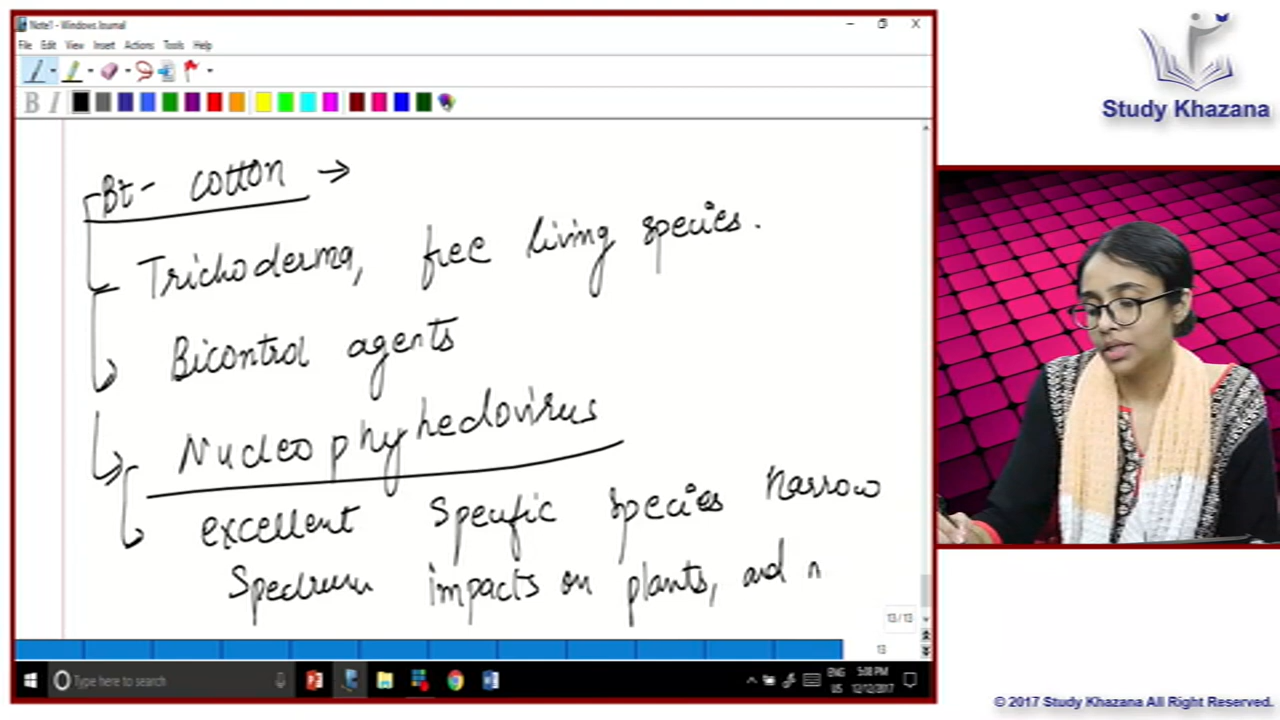 Note1 - Windows Journal
File Edit View Insert Actions Tools Help
B I
Study Khazana
Bt- cotton →
Trichoderma, free living species.
Bicontrol agents
Nucleophyhedovirus
excellent specific species narrow
Spectrum impacts on plants, and n
13 / 13
13
Type here to search
ENG
US
5:08 PM
12/12/2017
© 2017 Study Khazana All Right Reserved.